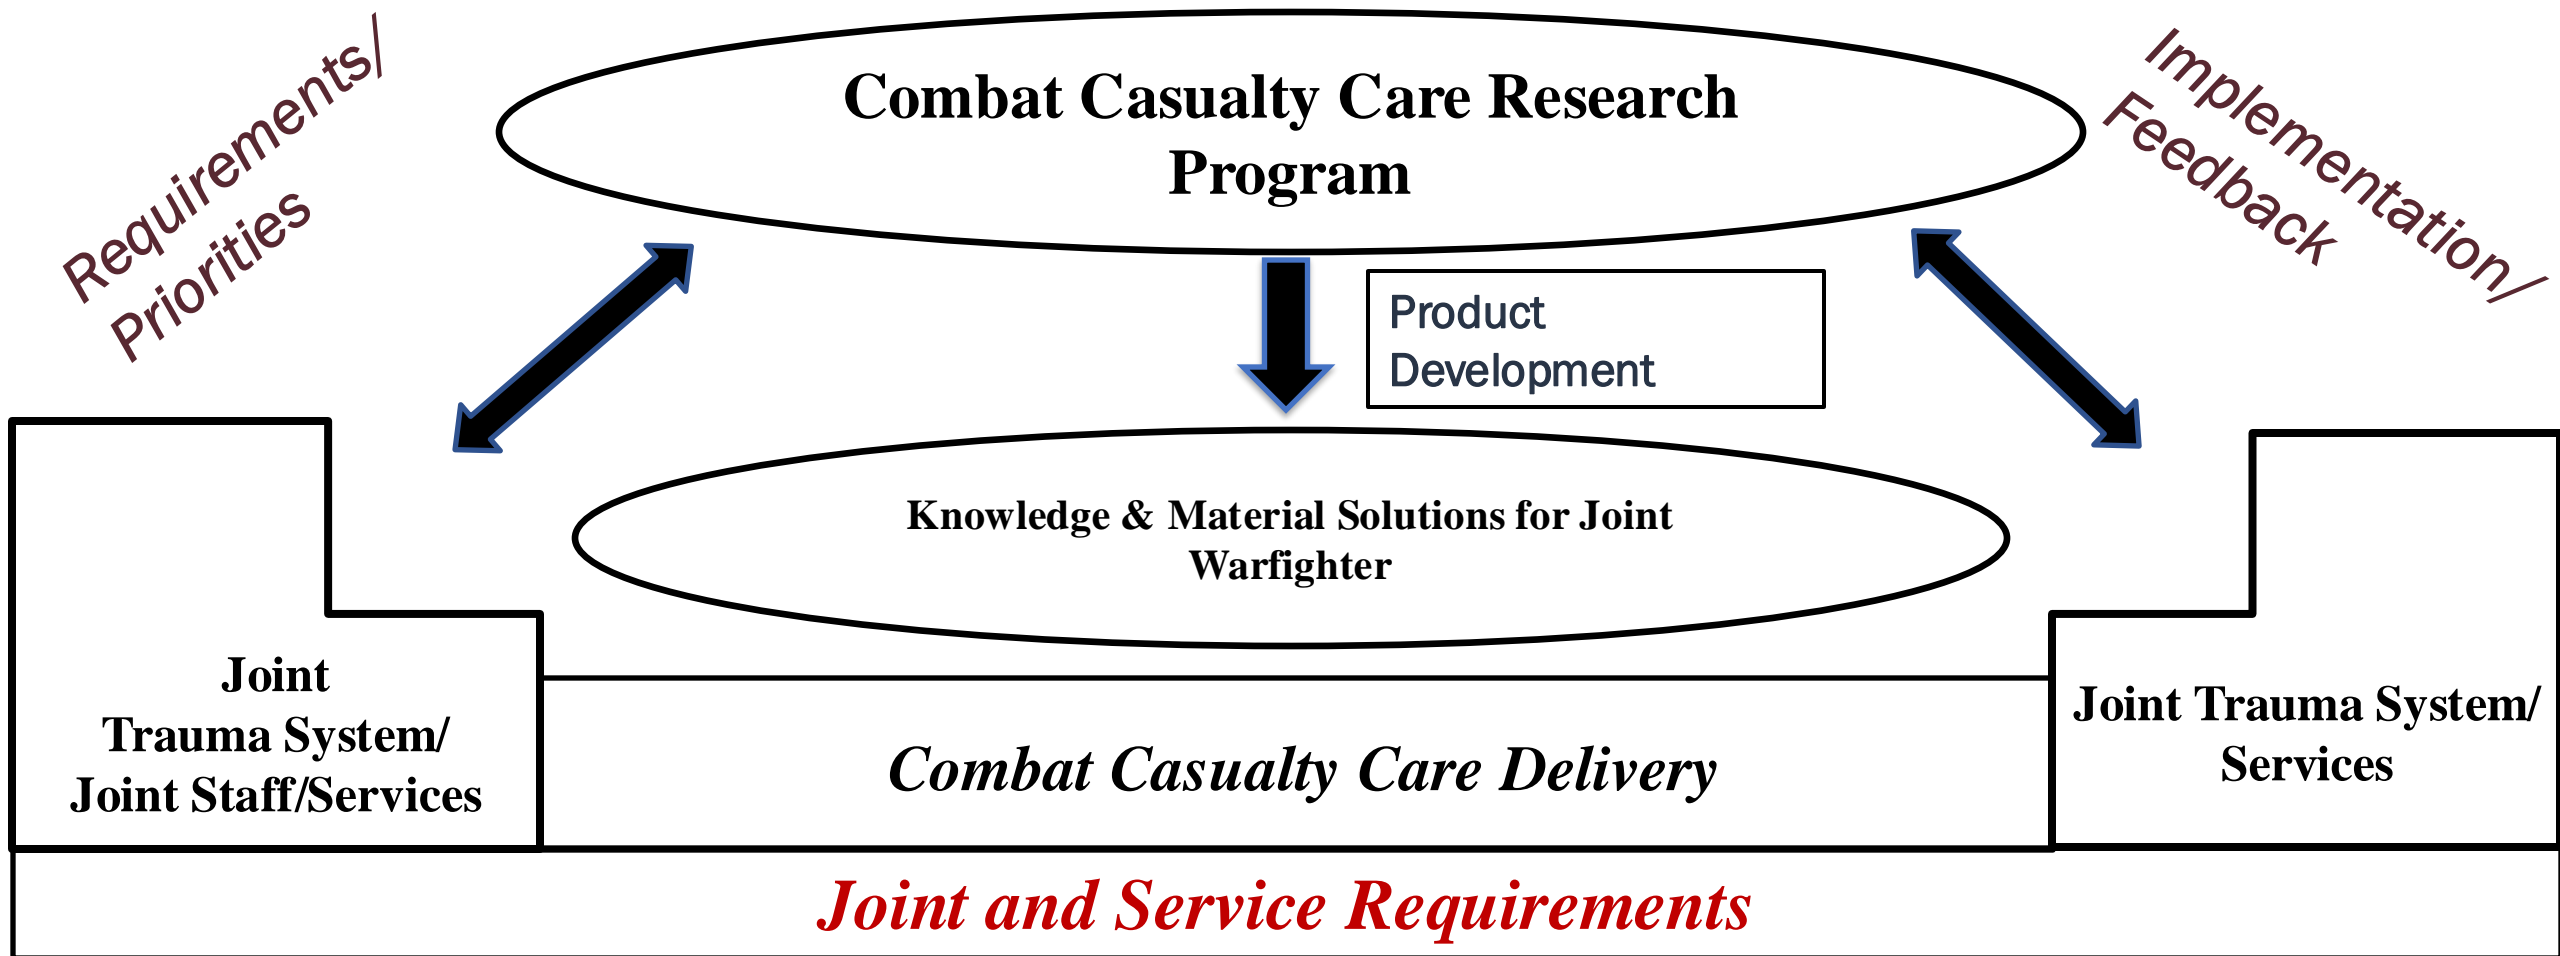 Requirements/
Priorities
Combat Casualty Care Research
Program
Implementation/
Feedback
Product
Development
Knowledge & Material Solutions for Joint
Warfighter
Joint
Trauma System/
Joint Staff/Services
Combat Casualty Care Delivery
Joint Trauma System/
Services
Joint and Service Requirements